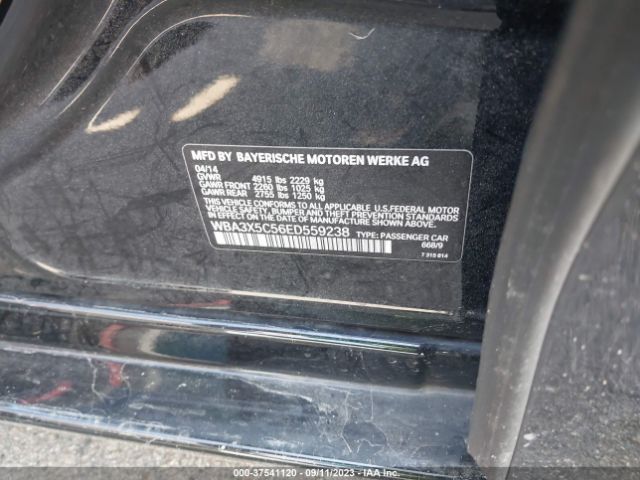 MFD BY BAYERISCHE MOTOREN WERKE AG
04/14
GVWR 4915 lbs 2229 kg
GAWR FRONT 2260 lbs 1025 kg
GAWR REAR 2755 lbs 1250 kg
THIS VEHICLE CONFORMS TO ALL APPLICABLE U.S.FEDERAL MOTOR
VEHICLE SAFETY, BUMPER AND THEFT PREVENTION STANDARDS IN EFFECT
ON THE DATE OF MANUFACTURE SHOWN ABOVE.
WBA3X5C56ED559238 TYPE: PASSENGER CAR
668/9
7 315 614
000-37541120 - 09/11/2023 - IAA Inc.